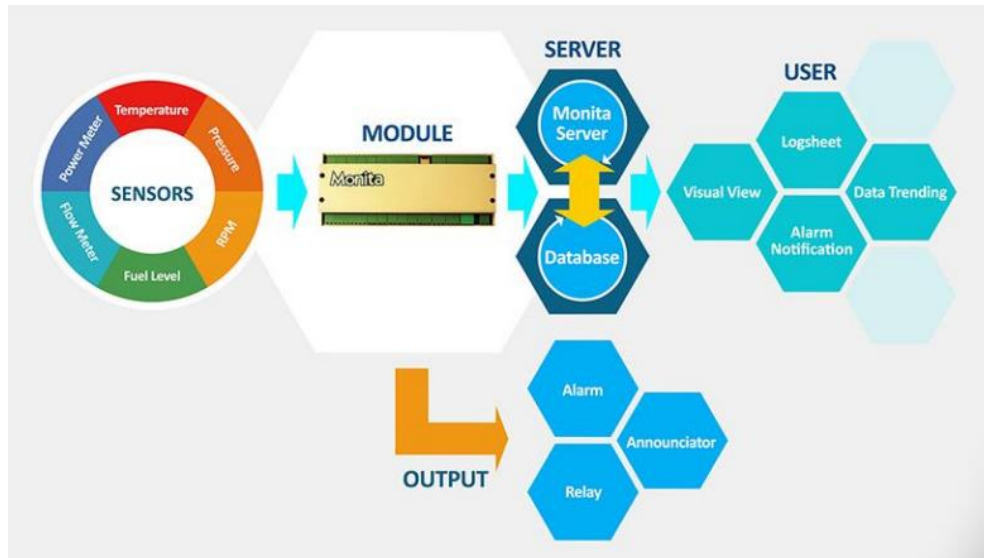 Temperature
Pressure
RPM
Fuel Level
Flow Meter
Power Meter
SENSORS
MODULE
Monita
SERVER
Monita
Server
Database
USER
Logsheet
Visual View
Data Trending
Alarm
Notification
OUTPUT
Alarm
Announciator
Relay